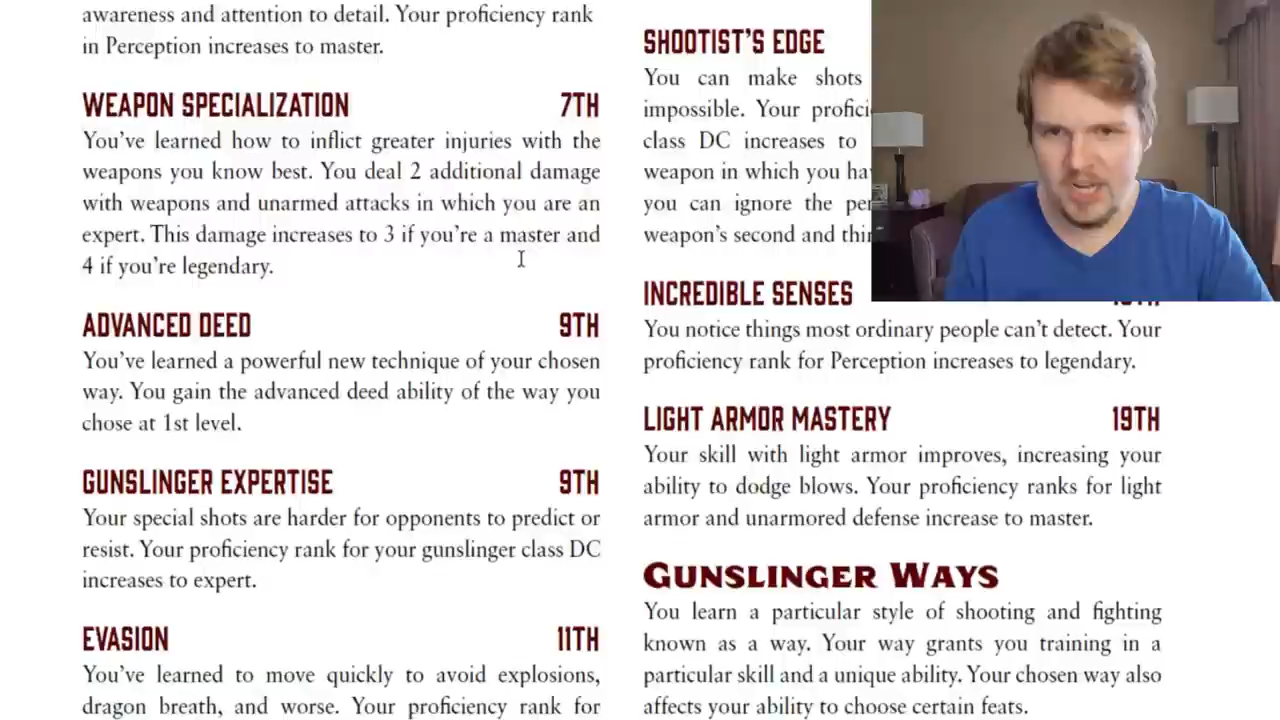 awareness and attention to detail. Your proficiency rank
in Perception increases to master.
WEAPON SPECIALIZATION 7TH
You've learned how to inflict greater injuries with the
weapons you know best. You deal 2 additional damage
with weapons and unarmed attacks in which you are an
expert. This damage increases to 3 if you're a master and
4 if you're legendary.
ADVANCED DEED 9TH
You've learned a powerful new technique of your chosen
way. You gain the advanced deed ability of the way you
chose at 1st level.
GUNSLINGER EXPERTISE 9TH
Your special shots are harder for opponents to predict or
resist. Your proficiency rank for your gunslinger class DC
increases to expert.
EVASION 11TH
You've learned to move quickly to avoid explosions,
dragon breath, and worse. Your proficiency rank for
SHOOTIST'S EDGE
You can make shots
impossible. Your
class DC increases to
weapon in which you
you can ignore the
weapon's second and
INCREDIBLE SENSES
You notice things most ordinary people can't detect. Your
proficiency rank for Perception increases to legendary.
LIGHT ARMOR MASTERY 19TH
Your skill with light armor improves, increasing your
ability to dodge blows. Your proficiency ranks for light
armor and unarmored defense increase to master.
GUNSLINGER WAYS
You learn a particular style of shooting and fighting
known as a way. Your way grants you training in a
particular skill and a unique ability. Your chosen way also
affects your ability to choose certain feats.